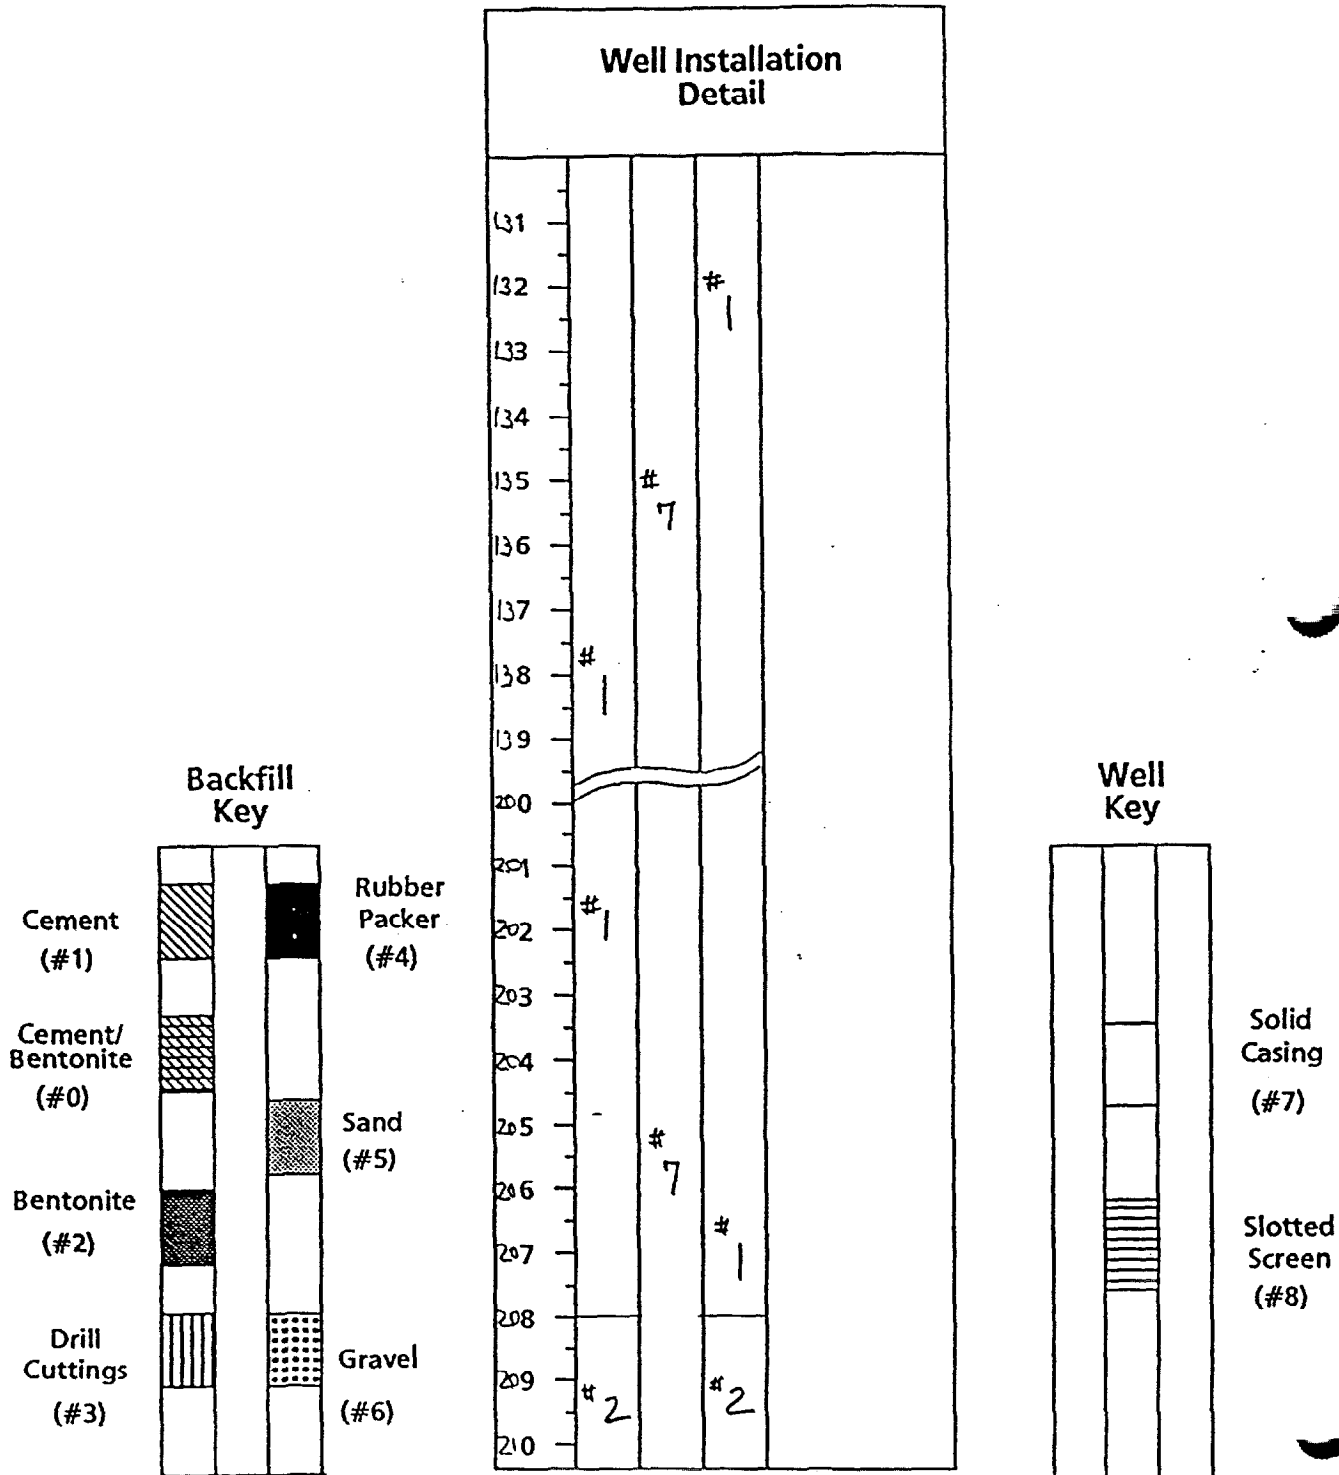 Well Installation
Detail
131
132
#
1
133
134
135
#
7
136
137
138
#
1
139
200
201
202
#
1
203
204
205
#
7
206
207
#
1
208
209
#
2
#
2
210
Backfill
Key
Cement
(#1)
Rubber
Packer
(#4)
Cement/
Bentonite
(#0)
Sand
(#5)
Bentonite
(#2)
Drill
Cuttings
(#3)
Gravel
(#6)
Well
Key
Solid
Casing
(#7)
Slotted
Screen
(#8)